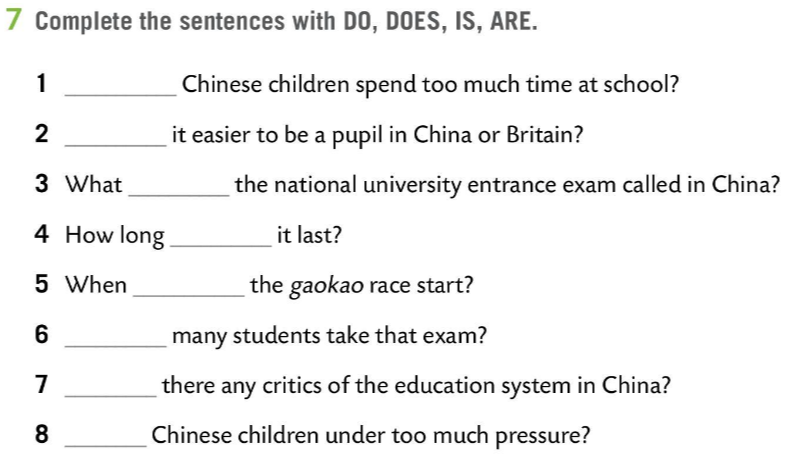 7 Complete the sentences with DO, DOES, IS, ARE.
1 _________ Chinese children spend too much time at school?
2 ________ it easier to be a pupil in China or Britain?
3 What ________ the national university entrance exam called in China?
4 How long ________ it last?
5 When _________ the gaokao race start?
6 ________ many students take that exam?
7 ________ there any critics of the education system in China?
8 _______ Chinese children under too much pressure?